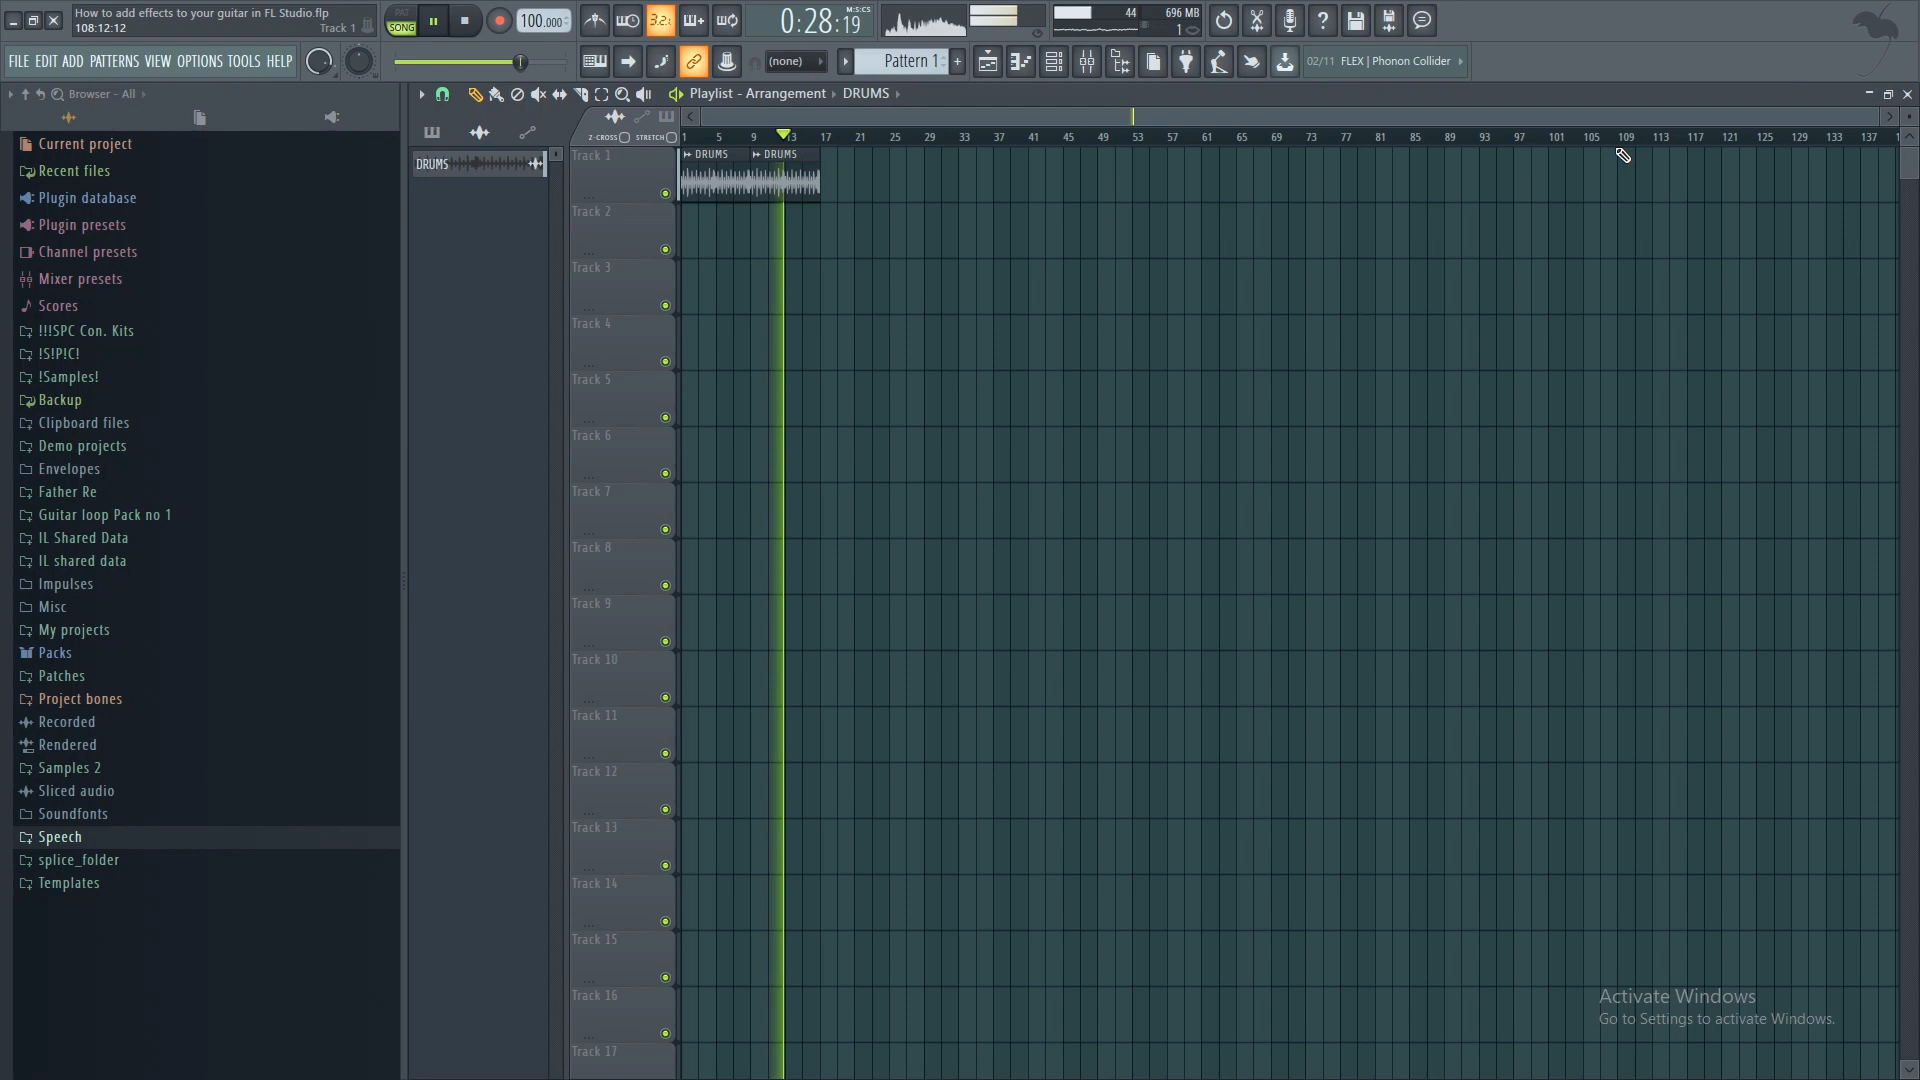 How to add effects to your guitar in FL Studio.flp
108:12:12
Track 1
PAT
SONG
100.000
3.2.
0:28:19
M:S:CS
44
696 MB
1
FILE EDIT ADD PATTERNS VIEW OPTIONS TOOLS HELP
(none)
Pattern 1
02/11 FLEX | Phonon Collider
Browser - All
Playlist - Arrangement
DRUMS
Z-CROSS
STRETCH
1 5 9 13 17 21 25 29 33 37 41 45 49 53 57 61 65 69 73 77 81 85 89 93 97 101 105 109 113 117 121 125 129 133 137
Current project
Recent files
Plugin database
Plugin presets
Channel presets
Mixer presets
Scores
!!!SPC Con. Kits
!S!P!C!
!Samples!
Backup
Clipboard files
Demo projects
Envelopes
Father Re
Guitar loop Pack no 1
IL Shared Data
IL shared data
Impulses
Misc
My projects
Packs
Patches
Project bones
Recorded
Rendered
Samples 2
Sliced audio
Soundfonts
Speech
splice_folder
Templates
DRUMS
DRUMS
DRUMS
Track 1
Track 2
Track 3
Track 4
Track 5
Track 6
Track 7
Track 8
Track 9
Track 10
Track 11
Track 12
Track 13
Track 14
Track 15
Track 16
Track 17
Activate Windows
Go to Settings to activate Windows.